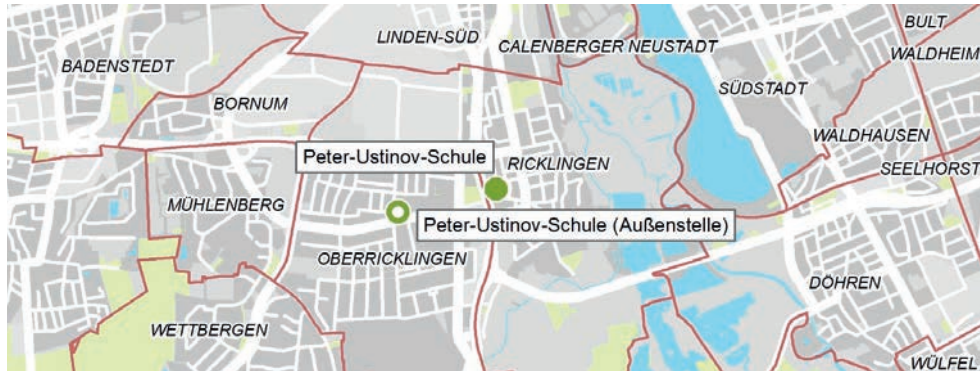 BULT
LINDEN-SÜD
CALENBERGER NEUSTADT
WALDHEIM
BADENSTEDT
SÜDSTADT
BORNUM
WALDHAUSEN
Peter-Ustinov-Schule
RICKLINGEN
SEELHORST
MÜHLENBERG
Peter-Ustinov-Schule (Außenstelle)
OBERRICKLINGEN
DÖHREN
WETTBERGEN
WÜLFEL